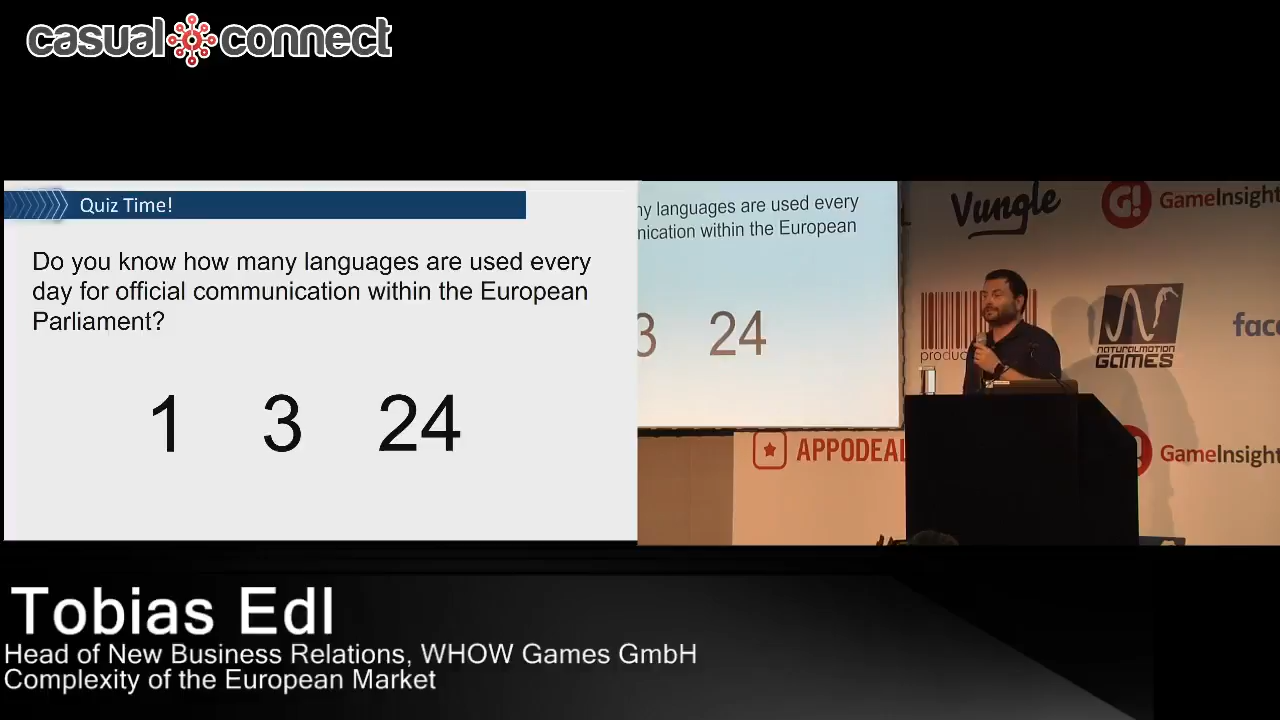 casual connect
Quiz Time!
Do you know how many languages are used every
day for official communication within the European
Parliament?
1 3 24
ny languages are used every
nication within the European
3 24
Vungle
G! GameInsight
produc
NATURALMOTION
GAMES
fac
APPODEAL
GameInsight
Tobias Edl
Head of New Business Relations, WHOW Games GmbH
Complexity of the European Market